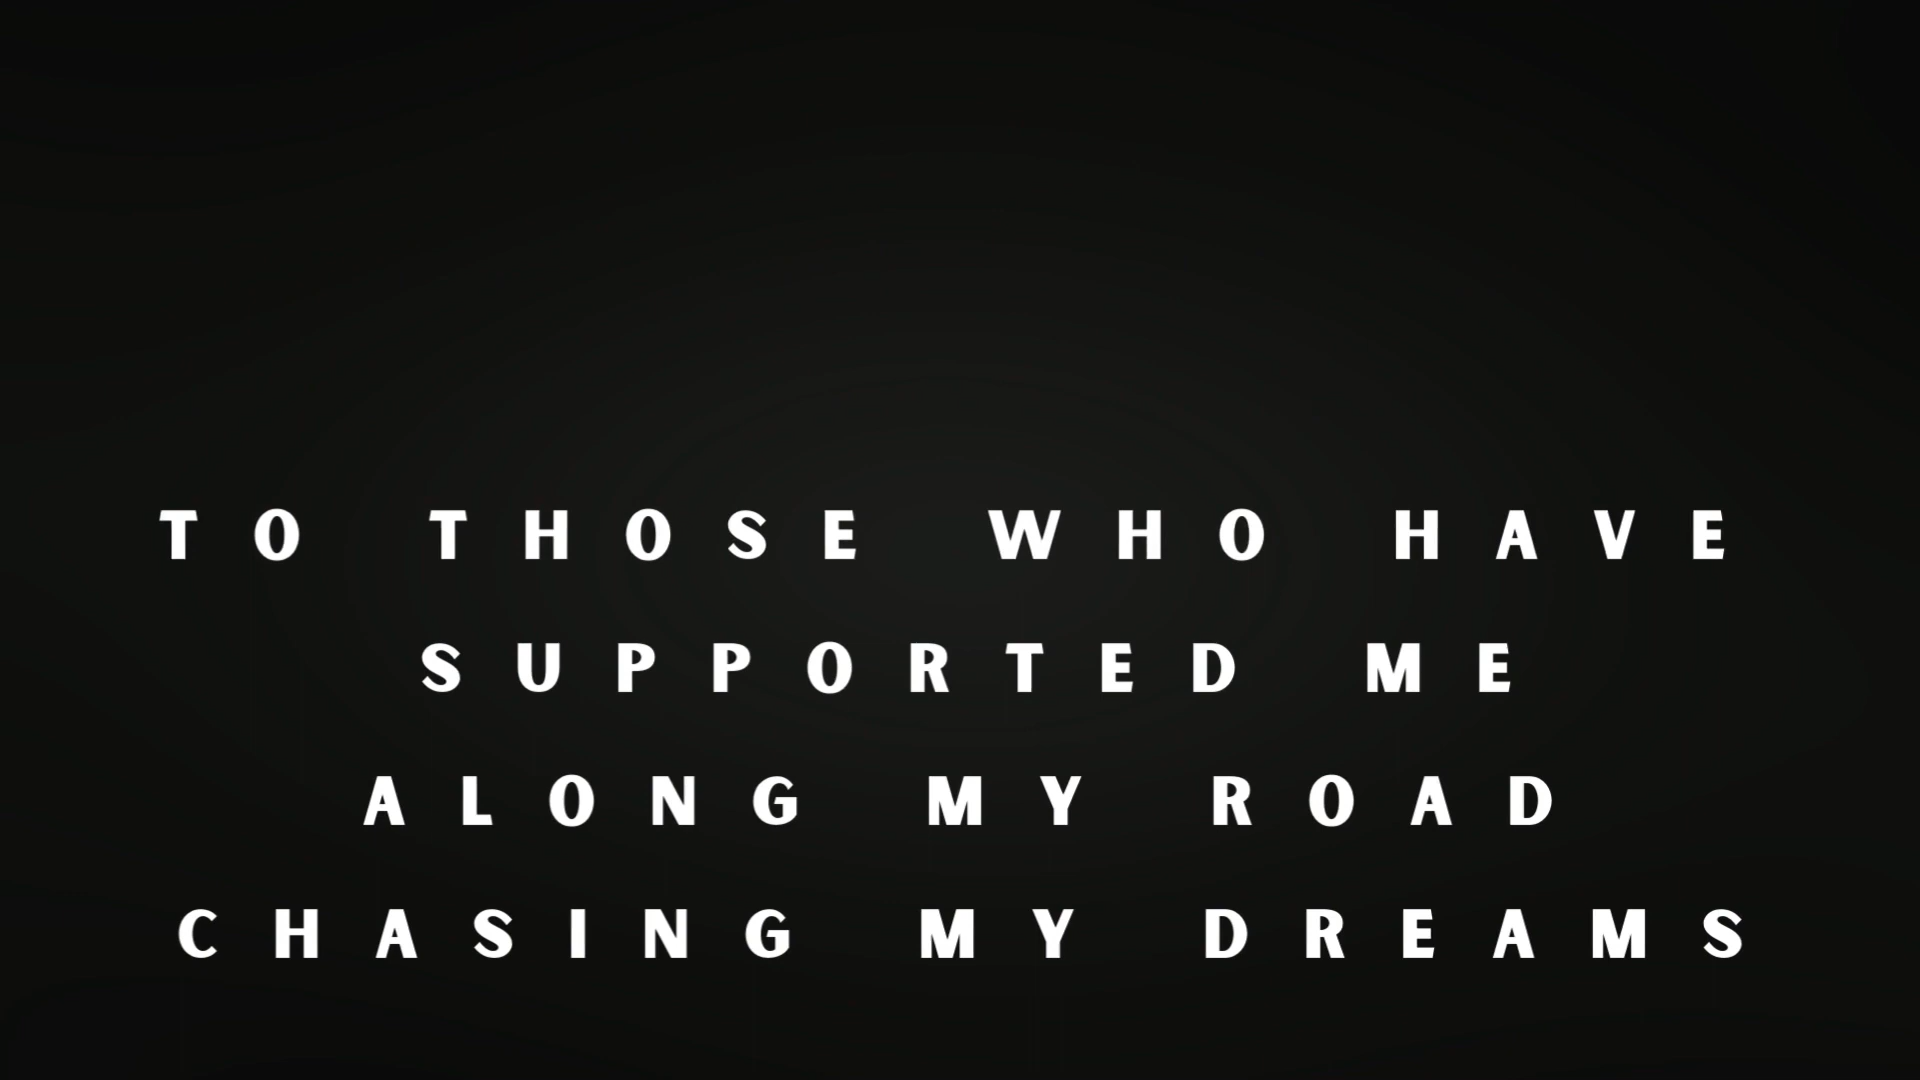 TO THOSE WHO HAVE
SUPPORTED ME
ALONG MY ROAD
CHASING MY DREAMS